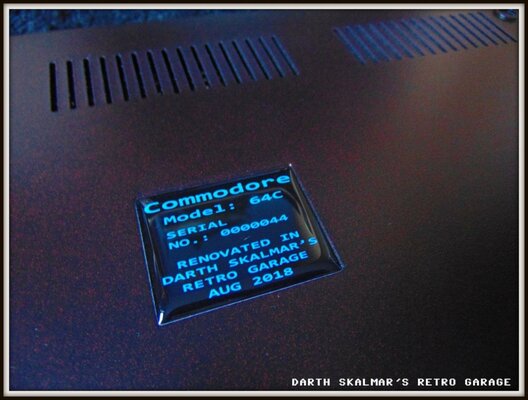 Commodore
Model: 64C
SERIAL
NO.: 0000044
RENOVATED IN
DARTH SKALMAR'S
RETRO GARAGE
AUG 2018
DARTH SKALMAR'S RETRO GARAGE